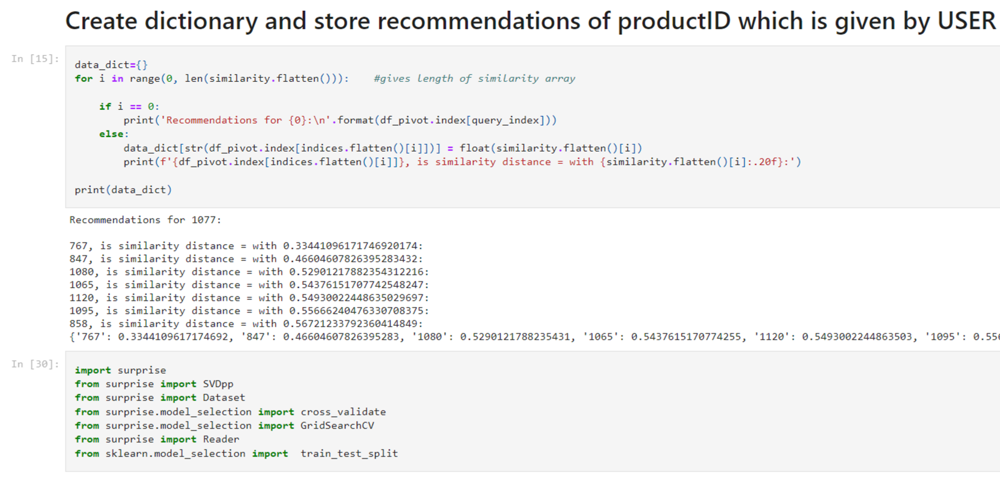 Create dictionary and store recommendations of productID which is given by USER
In [15]:
data_dict={}
for i in range(0, len(similarity.flatten())):    #gives length of similarity array
    if i == 0:
        print('Recommendations for {0}:\n'.format(df_pivot.index[query_index]))
    else:
        data_dict[str(df_pivot.index[indices.flatten()[i]])] = float(similarity.flatten()[i])
        print(f'{df_pivot.index[indices.flatten()[i]]}, is similarity distance = with {similarity.flatten()[i]:.20f}:')
print(data_dict)
Recommendations for 1077:
767, is similarity distance = with 0.33441096171746920174:
847, is similarity distance = with 0.46604607826395283432:
1080, is similarity distance = with 0.52901217882354312216:
1065, is similarity distance = with 0.54376151707742548247:
1120, is similarity distance = with 0.54930022448635029697:
1095, is similarity distance = with 0.55666240476330708375:
858, is similarity distance = with 0.56721233792360414849:
{'767': 0.3344109617174692, '847': 0.46604607826395283, '1080': 0.5290121788235431, '1065': 0.5437615170774255, '1120': 0.5493002244863503, '1095': 0.556
In [30]:
import surprise
from surprise import SVDpp
from surprise import Dataset
from surprise.model_selection import cross_validate
from surprise.model_selection import GridSearchCV
from surprise import Reader
from sklearn.model_selection import  train_test_split